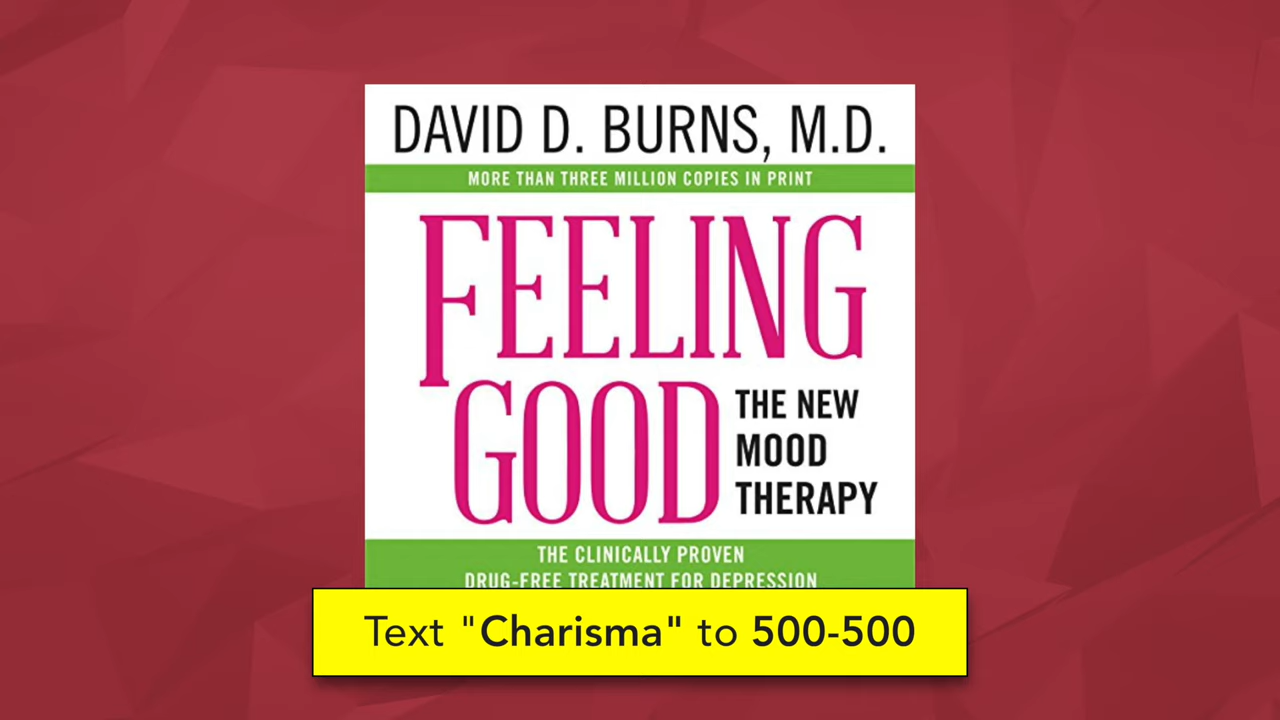 DAVID D. BURNS, M.D.
MORE THAN THREE MILLION COPIES IN PRINT
FEELING
GOOD
THE NEW
MOOD
THERAPY
THE CLINICALLY PROVEN
DRUG-FREE TREATMENT FOR DEPRESSION
Text "Charisma" to 500-500